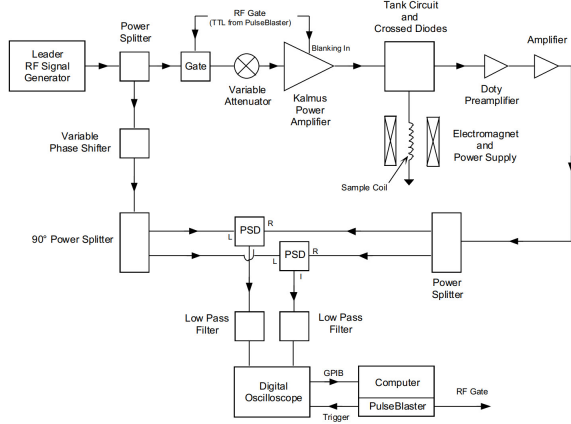 RF Gate
(TTL from PulseBlaster)
Tank Circuit
and
Crossed Diodes
Power
Splitter
Amplifier
Leader
RF Signal
Generator
Gate
Blanking In
Variable
Attenuator
Kalmus
Power
Amplifier
Doty
Preamplifier
Variable
Phase Shifter
Electromagnet
and
Power Supply
Sample Coil
90° Power Splitter
PSD
R
L
PSD
R
L
I
Power
Splitter
Low Pass
Filter
Low Pass
Filter
Digital
Oscilloscope
GPIB
Computer
PulseBlaster
Trigger
RF Gate